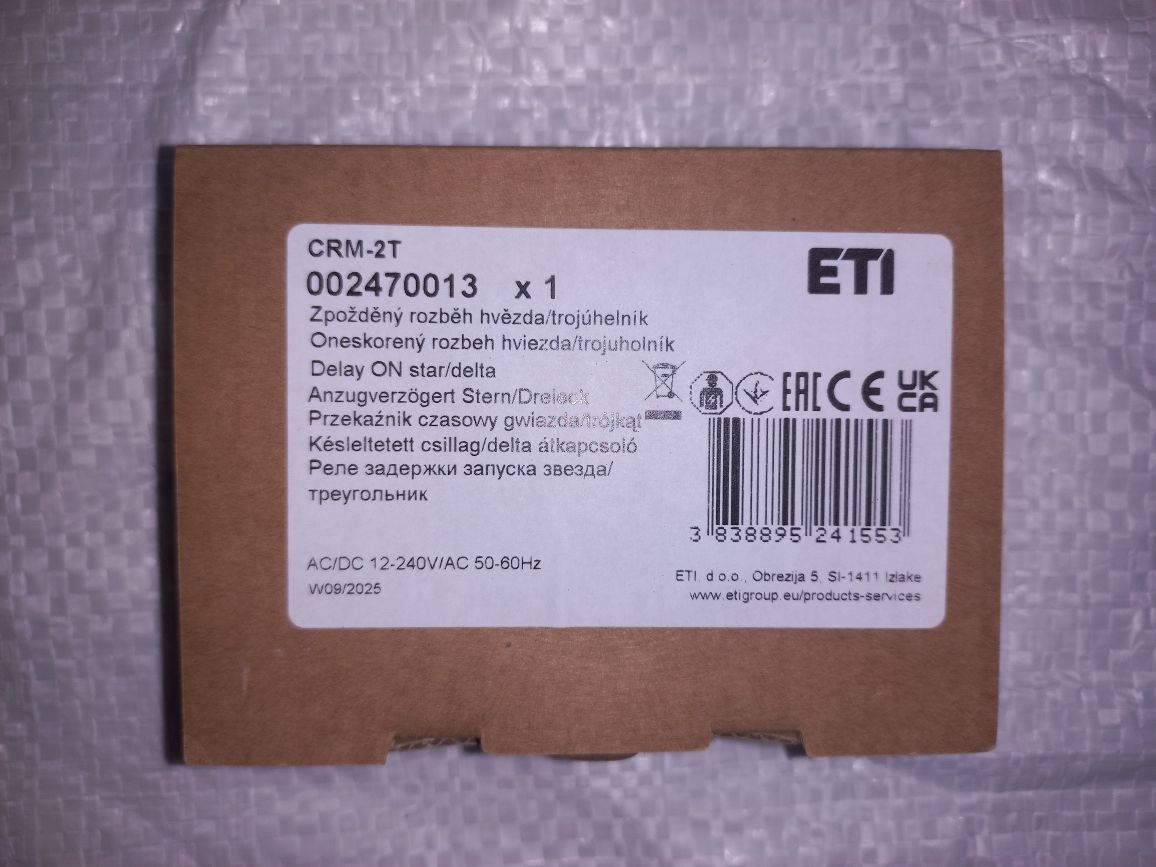 CRM-2T
ETI
002470013 x 1
Zpožděný rozběh hvězda/trojúhelník
Oneskorený rozbeh hviezda/trojuholník
Delay ON star/delta
Anzugverzögert Stern/Dreieck
Przekaźnik czasowy gwiazda/trójkąt
Késleltetett csillag/delta átkapcsoló
Реле задержки запуска звезда/
треугольник
EAC CE UK
CA
3 838895 241553
AC/DC 12-240V/AC 50-60Hz
W09/2025
ETI, d.o.o., Obrezija 5, SI-1411 Izlake
www.etigroup.eu/products-services